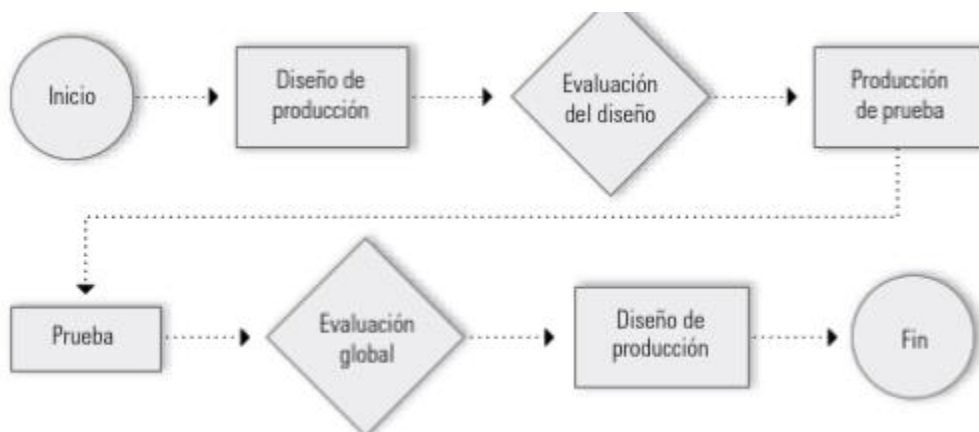 Inicio
Diseño de
producción
Evaluación
del diseño
Producción
de prueba
Prueba
Evaluación
global
Diseño de
producción
Fin